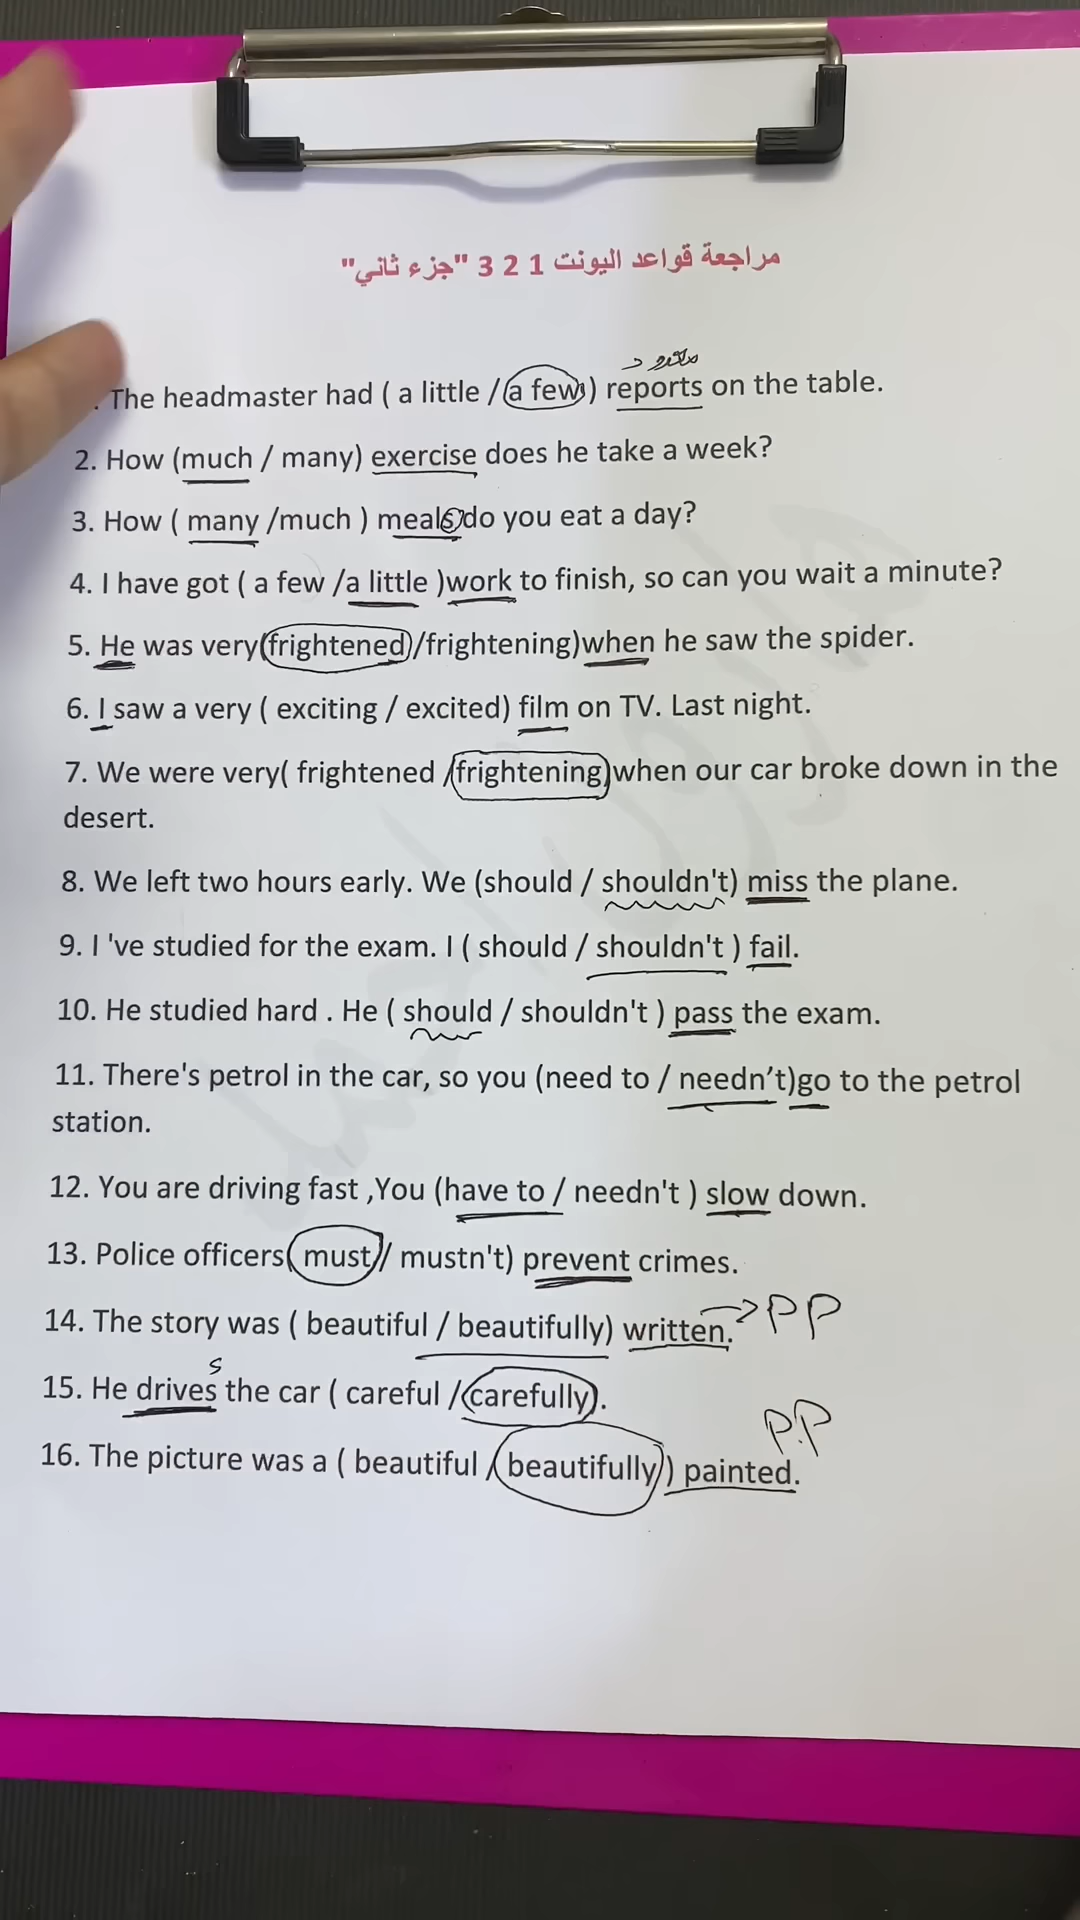 مراجعة قواعد اليونت 1 2 3 "جزء ثاني"
معدود
. The headmaster had ( a little / a few ) reports on the table.
2. How (much / many) exercise does he take a week?
3. How ( many /much ) meals do you eat a day?
4. I have got ( a few /a little )work to finish, so can you wait a minute?
5. He was very(frightened /frightening)when he saw the spider.
6. I saw a very ( exciting / excited) film on TV. Last night.
7. We were very( frightened /frightening)when our car broke down in the
desert.
8. We left two hours early. We (should / shouldn't) miss the plane.
9. I 've studied for the exam. I ( should / shouldn't ) fail.
10. He studied hard . He ( should / shouldn't ) pass the exam.
11. There's petrol in the car, so you (need to / needn't)go to the petrol
station.
12. You are driving fast ,You (have to / needn't ) slow down.
13. Police officers( must / mustn't) prevent crimes.
14. The story was ( beautiful / beautifully) written. PP
s
15. He drives the car ( careful /carefully).
P.P
16. The picture was a ( beautiful / beautifully ) painted.